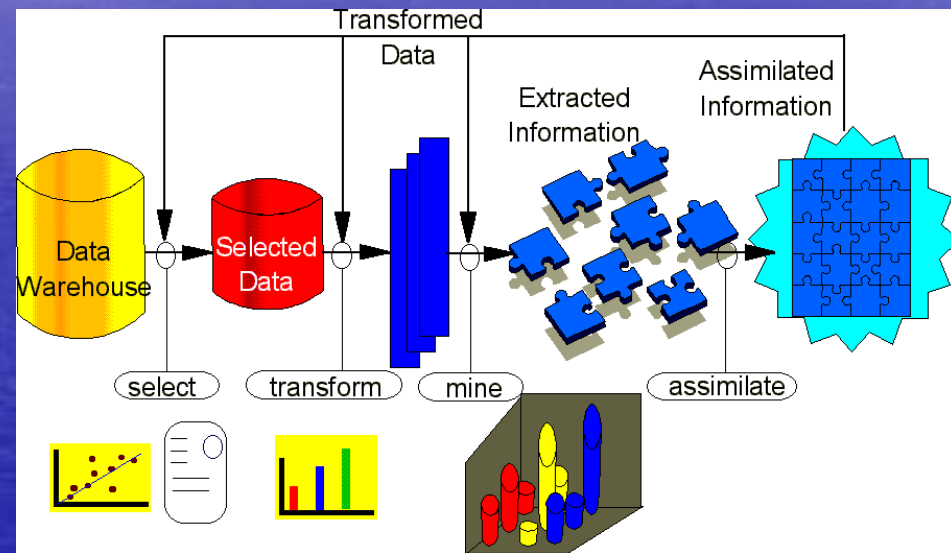 Transformed
Data
Assimilated
Information
Extracted
Information
Data
Warehouse
Selected
Data
select
transform
mine
assimilate